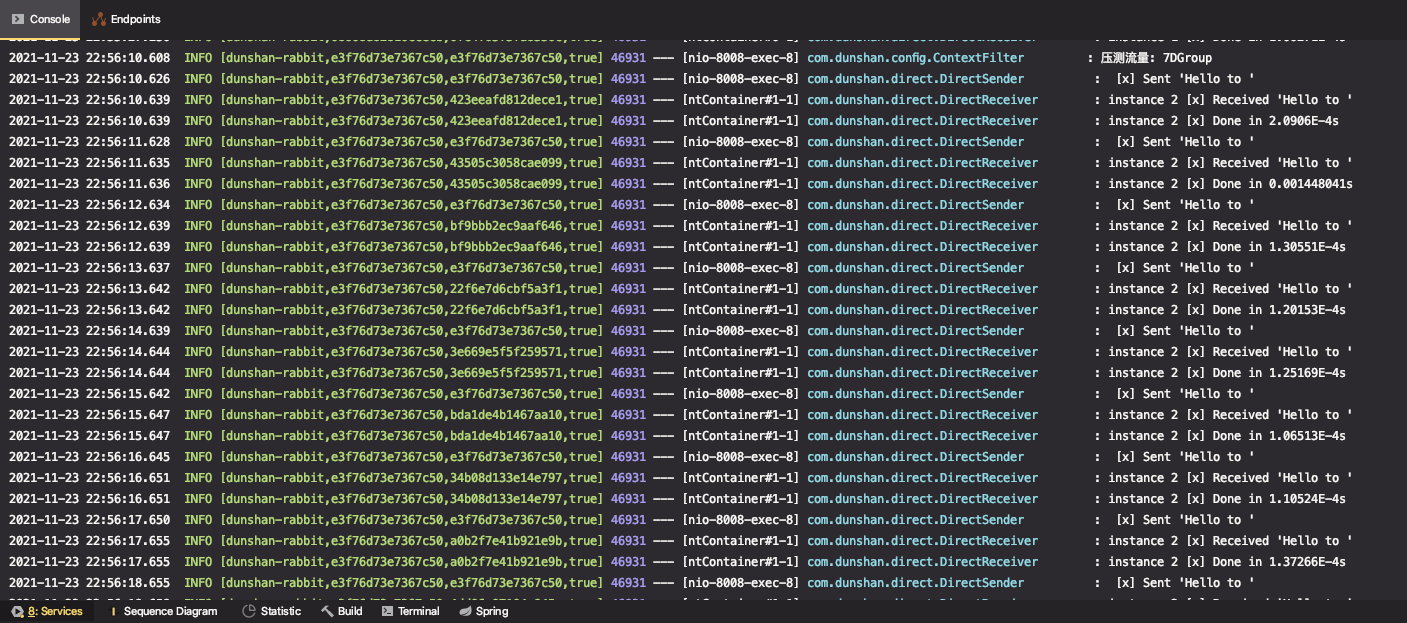 Console Endpoints
2021-11-23 22:56:10.608 INFO [dunshan-rabbit,e3f76d73e7367c50,e3f76d73e7367c50,true] 46931 --- [nio-8008-exec-8] com.dunshan.config.ContextFilter : 压测流量: 7DGroup
2021-11-23 22:56:10.626 INFO [dunshan-rabbit,e3f76d73e7367c50,e3f76d73e7367c50,true] 46931 --- [nio-8008-exec-8] com.dunshan.direct.DirectSender : [x] Sent 'Hello to '
2021-11-23 22:56:10.639 INFO [dunshan-rabbit,e3f76d73e7367c50,423eeafd812dece1,true] 46931 --- [ntContainer#1-1] com.dunshan.direct.DirectReceiver : instance 2 [x] Received 'Hello to '
2021-11-23 22:56:10.639 INFO [dunshan-rabbit,e3f76d73e7367c50,423eeafd812dece1,true] 46931 --- [ntContainer#1-1] com.dunshan.direct.DirectReceiver : instance 2 [x] Done in 2.0906E-4s
2021-11-23 22:56:11.628 INFO [dunshan-rabbit,e3f76d73e7367c50,e3f76d73e7367c50,true] 46931 --- [nio-8008-exec-8] com.dunshan.direct.DirectSender : [x] Sent 'Hello to '
2021-11-23 22:56:11.635 INFO [dunshan-rabbit,e3f76d73e7367c50,43505c3058cae099,true] 46931 --- [ntContainer#1-1] com.dunshan.direct.DirectReceiver : instance 2 [x] Received 'Hello to '
2021-11-23 22:56:11.636 INFO [dunshan-rabbit,e3f76d73e7367c50,43505c3058cae099,true] 46931 --- [ntContainer#1-1] com.dunshan.direct.DirectReceiver : instance 2 [x] Done in 0.001448041s
2021-11-23 22:56:12.634 INFO [dunshan-rabbit,e3f76d73e7367c50,e3f76d73e7367c50,true] 46931 --- [nio-8008-exec-8] com.dunshan.direct.DirectSender : [x] Sent 'Hello to '
2021-11-23 22:56:12.639 INFO [dunshan-rabbit,e3f76d73e7367c50,bf9bbb2ec9aaf646,true] 46931 --- [ntContainer#1-1] com.dunshan.direct.DirectReceiver : instance 2 [x] Received 'Hello to '
2021-11-23 22:56:12.639 INFO [dunshan-rabbit,e3f76d73e7367c50,bf9bbb2ec9aaf646,true] 46931 --- [ntContainer#1-1] com.dunshan.direct.DirectReceiver : instance 2 [x] Done in 1.30551E-4s
2021-11-23 22:56:13.637 INFO [dunshan-rabbit,e3f76d73e7367c50,e3f76d73e7367c50,true] 46931 --- [nio-8008-exec-8] com.dunshan.direct.DirectSender : [x] Sent 'Hello to '
2021-11-23 22:56:13.642 INFO [dunshan-rabbit,e3f76d73e7367c50,22f6e7d6cbf5a3f1,true] 46931 --- [ntContainer#1-1] com.dunshan.direct.DirectReceiver : instance 2 [x] Received 'Hello to '
2021-11-23 22:56:13.642 INFO [dunshan-rabbit,e3f76d73e7367c50,22f6e7d6cbf5a3f1,true] 46931 --- [ntContainer#1-1] com.dunshan.direct.DirectReceiver : instance 2 [x] Done in 1.20153E-4s
2021-11-23 22:56:14.639 INFO [dunshan-rabbit,e3f76d73e7367c50,e3f76d73e7367c50,true] 46931 --- [nio-8008-exec-8] com.dunshan.direct.DirectSender : [x] Sent 'Hello to '
2021-11-23 22:56:14.644 INFO [dunshan-rabbit,e3f76d73e7367c50,3e669e5f5f259571,true] 46931 --- [ntContainer#1-1] com.dunshan.direct.DirectReceiver : instance 2 [x] Received 'Hello to '
2021-11-23 22:56:14.644 INFO [dunshan-rabbit,e3f76d73e7367c50,3e669e5f5f259571,true] 46931 --- [ntContainer#1-1] com.dunshan.direct.DirectReceiver : instance 2 [x] Done in 1.25169E-4s
2021-11-23 22:56:15.642 INFO [dunshan-rabbit,e3f76d73e7367c50,e3f76d73e7367c50,true] 46931 --- [nio-8008-exec-8] com.dunshan.direct.DirectSender : [x] Sent 'Hello to '
2021-11-23 22:56:15.647 INFO [dunshan-rabbit,e3f76d73e7367c50,bda1de4b1467aa10,true] 46931 --- [ntContainer#1-1] com.dunshan.direct.DirectReceiver : instance 2 [x] Received 'Hello to '
2021-11-23 22:56:15.647 INFO [dunshan-rabbit,e3f76d73e7367c50,bda1de4b1467aa10,true] 46931 --- [ntContainer#1-1] com.dunshan.direct.DirectReceiver : instance 2 [x] Done in 1.06513E-4s
2021-11-23 22:56:16.645 INFO [dunshan-rabbit,e3f76d73e7367c50,e3f76d73e7367c50,true] 46931 --- [nio-8008-exec-8] com.dunshan.direct.DirectSender : [x] Sent 'Hello to '
2021-11-23 22:56:16.651 INFO [dunshan-rabbit,e3f76d73e7367c50,34b08d133e14e797,true] 46931 --- [ntContainer#1-1] com.dunshan.direct.DirectReceiver : instance 2 [x] Received 'Hello to '
2021-11-23 22:56:16.651 INFO [dunshan-rabbit,e3f76d73e7367c50,34b08d133e14e797,true] 46931 --- [ntContainer#1-1] com.dunshan.direct.DirectReceiver : instance 2 [x] Done in 1.10524E-4s
2021-11-23 22:56:17.650 INFO [dunshan-rabbit,e3f76d73e7367c50,e3f76d73e7367c50,true] 46931 --- [nio-8008-exec-8] com.dunshan.direct.DirectSender : [x] Sent 'Hello to '
2021-11-23 22:56:17.655 INFO [dunshan-rabbit,e3f76d73e7367c50,a0b2f7e41b921e9b,true] 46931 --- [ntContainer#1-1] com.dunshan.direct.DirectReceiver : instance 2 [x] Received 'Hello to '
2021-11-23 22:56:17.655 INFO [dunshan-rabbit,e3f76d73e7367c50,a0b2f7e41b921e9b,true] 46931 --- [ntContainer#1-1] com.dunshan.direct.DirectReceiver : instance 2 [x] Done in 1.37266E-4s
2021-11-23 22:56:18.655 INFO [dunshan-rabbit,e3f76d73e7367c50,e3f76d73e7367c50,true] 46931 --- [nio-8008-exec-8] com.dunshan.direct.DirectSender : [x] Sent 'Hello to '
8: Services Sequence Diagram Statistic Build Terminal Spring